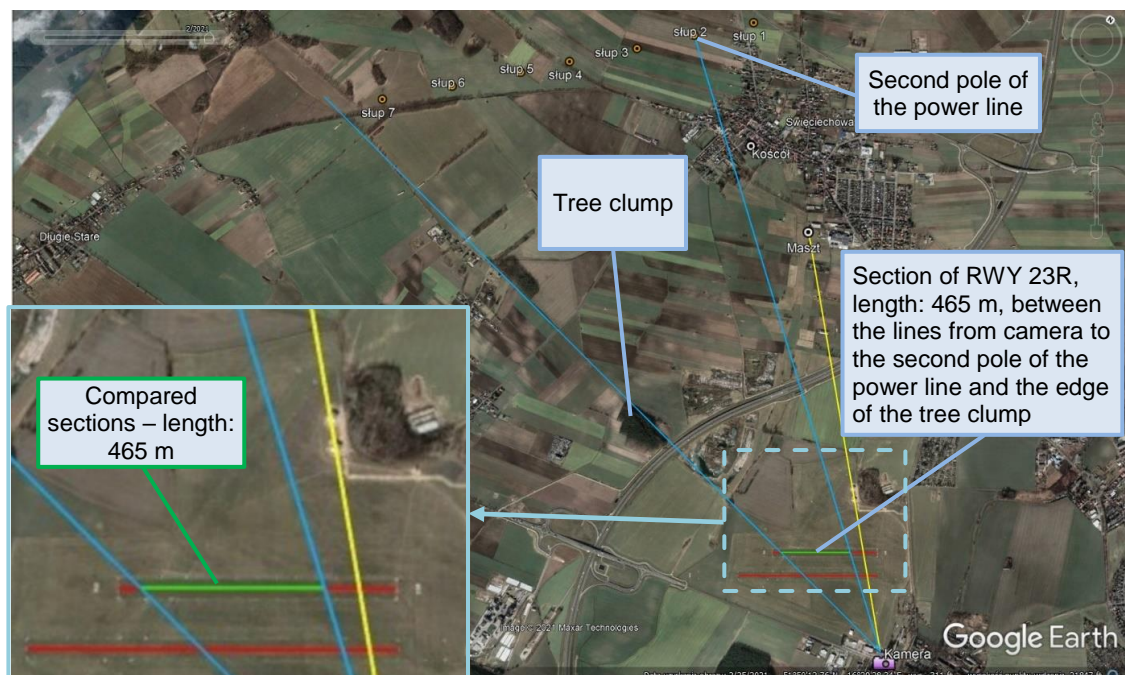 2/2021
słup 1
słup 2
słup 3
słup 4
słup 5
słup 6
słup 7
Second pole of
the power line
Święciechowa
Kościół
Tree clump
Maszt
Długie Stare
Section of RWY 23R,
length: 465 m, between
the lines from camera to
the second pole of the
power line and the edge
of the tree clump
Compared
sections – length:
465 m
Image © 2021 Maxar Technologies
Google Earth
Kamera